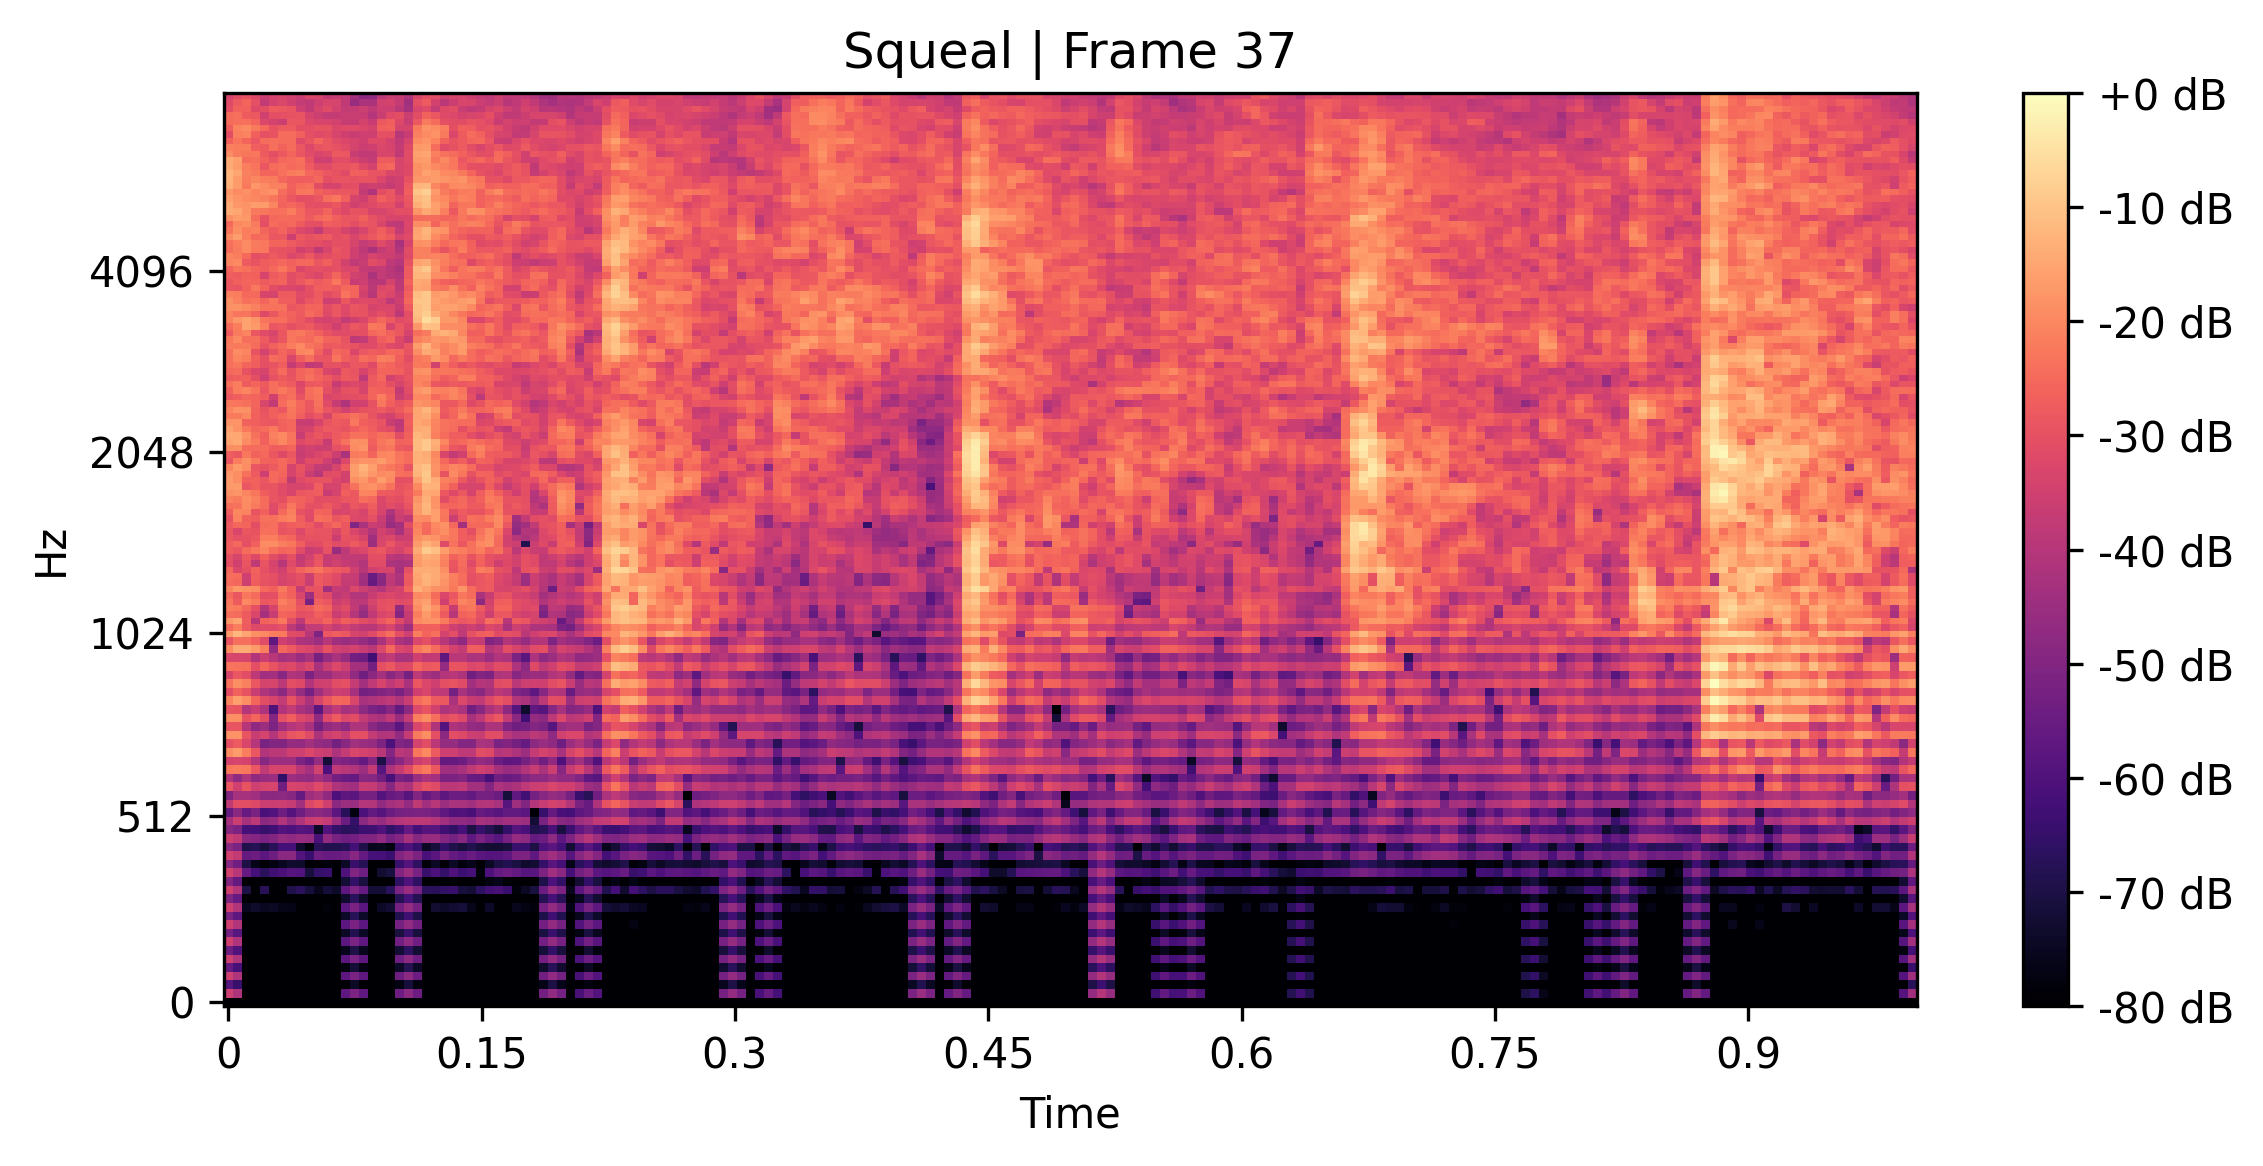 Squeal | Frame 37
Hz
4096
2048
1024
512
0
0 0.15 0.3 0.45 0.6 0.75 0.9
Time
+0 dB
-10 dB
-20 dB
-30 dB
-40 dB
-50 dB
-60 dB
-70 dB
-80 dB